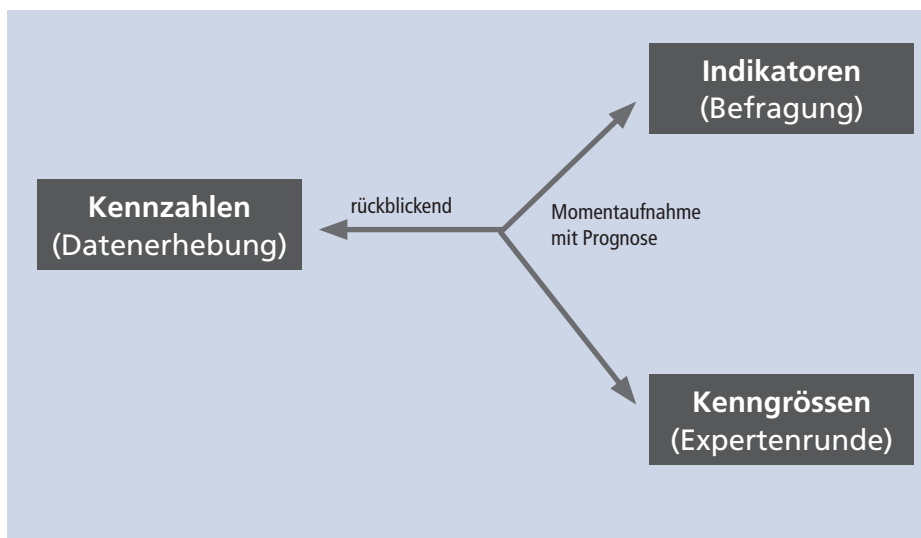 Indikatoren
(Befragung)
Kennzahlen
(Datenerhebung)
rückblickend
Momentaufnahme
mit Prognose
Kenngrössen
(Expertenrunde)